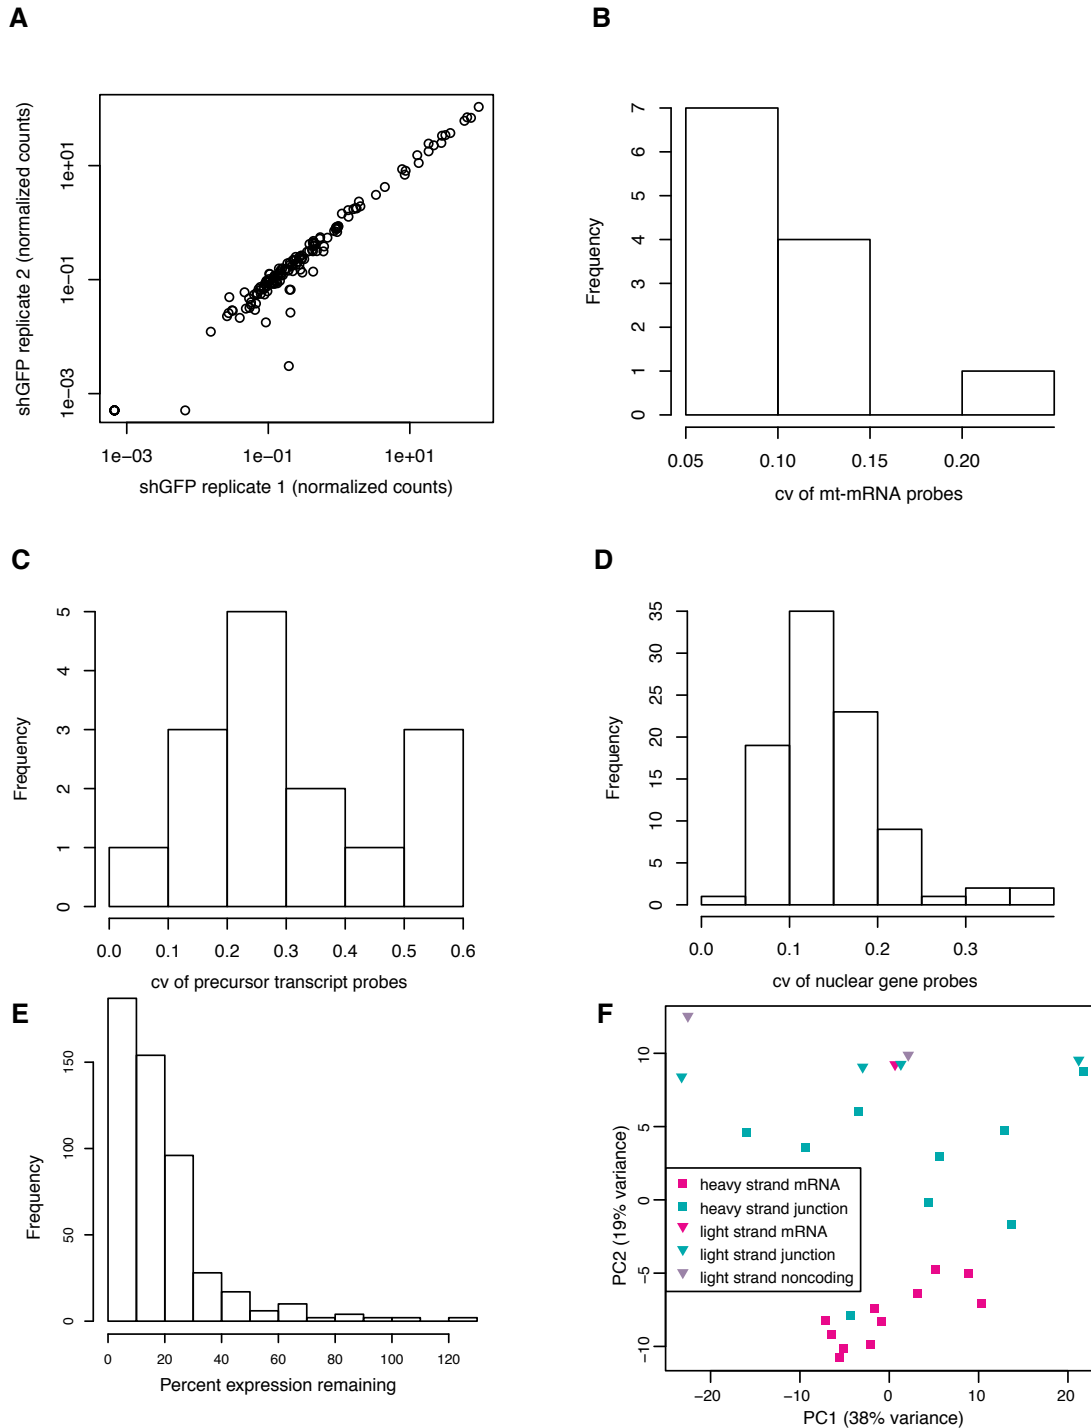 A
shGFP replicate 2 (normalized counts)
1e+01
1e-01
1e-03
1e-03 1e-01 1e+01
shGFP replicate 1 (normalized counts)
B
Frequency
7
6
5
4
3
2
1
0
0.05 0.10 0.15 0.20
cv of mt-mRNA probes
C
Frequency
5
4
3
2
1
0
0.0 0.1 0.2 0.3 0.4 0.5 0.6
cv of precursor transcript probes
D
Frequency
35
30
25
20
15
10
5
0
0.0 0.1 0.2 0.3
cv of nuclear gene probes
E
Frequency
150
100
50
0
0 20 40 60 80 100 120
Percent expression remaining
F
PC2 (19% variance)
10
5
0
−5
−10
heavy strand mRNA
heavy strand junction
light strand mRNA
light strand junction
light strand noncoding
−20 −10 0 10 20
PC1 (38% variance)